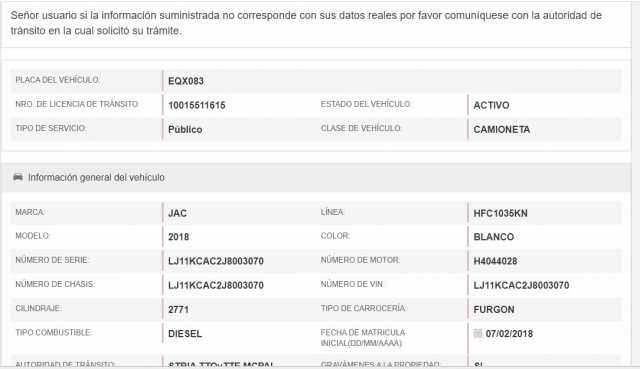 Señor usuario si la información suministrada no corresponde con sus datos reales por favor comuníquese con la autoridad de
tránsito en la cual solicitó su trámite.
PLACA DEL VEHÍCULO: EQX083
NRO. DE LICENCIA DE TRÁNSITO: 10015511615 ESTADO DEL VEHÍCULO: ACTIVO
TIPO DE SERVICIO: Público CLASE DE VEHÍCULO: CAMIONETA
Información general del vehículo
MARCA: JAC LÍNEA: HFC1035KN
MODELO: 2018 COLOR: BLANCO
NÚMERO DE SERIE: LJ11KCAC2J8003070 NÚMERO DE MOTOR: H4044028
NÚMERO DE CHASIS: LJ11KCAC2J8003070 NÚMERO DE VIN: LJ11KCAC2J8003070
CILINDRAJE: 2771 TIPO DE CARROCERÍA: FURGON
TIPO COMBUSTIBLE: DIESEL FECHA DE MATRICULA 07/02/2018
INICIAL(DD/MM/AAAA):
AUTORIDAD DE TRÁNSITO: STRIA TTOyTTE MCPAL GRAVÁMENES A LA PROPIEDAD: SI